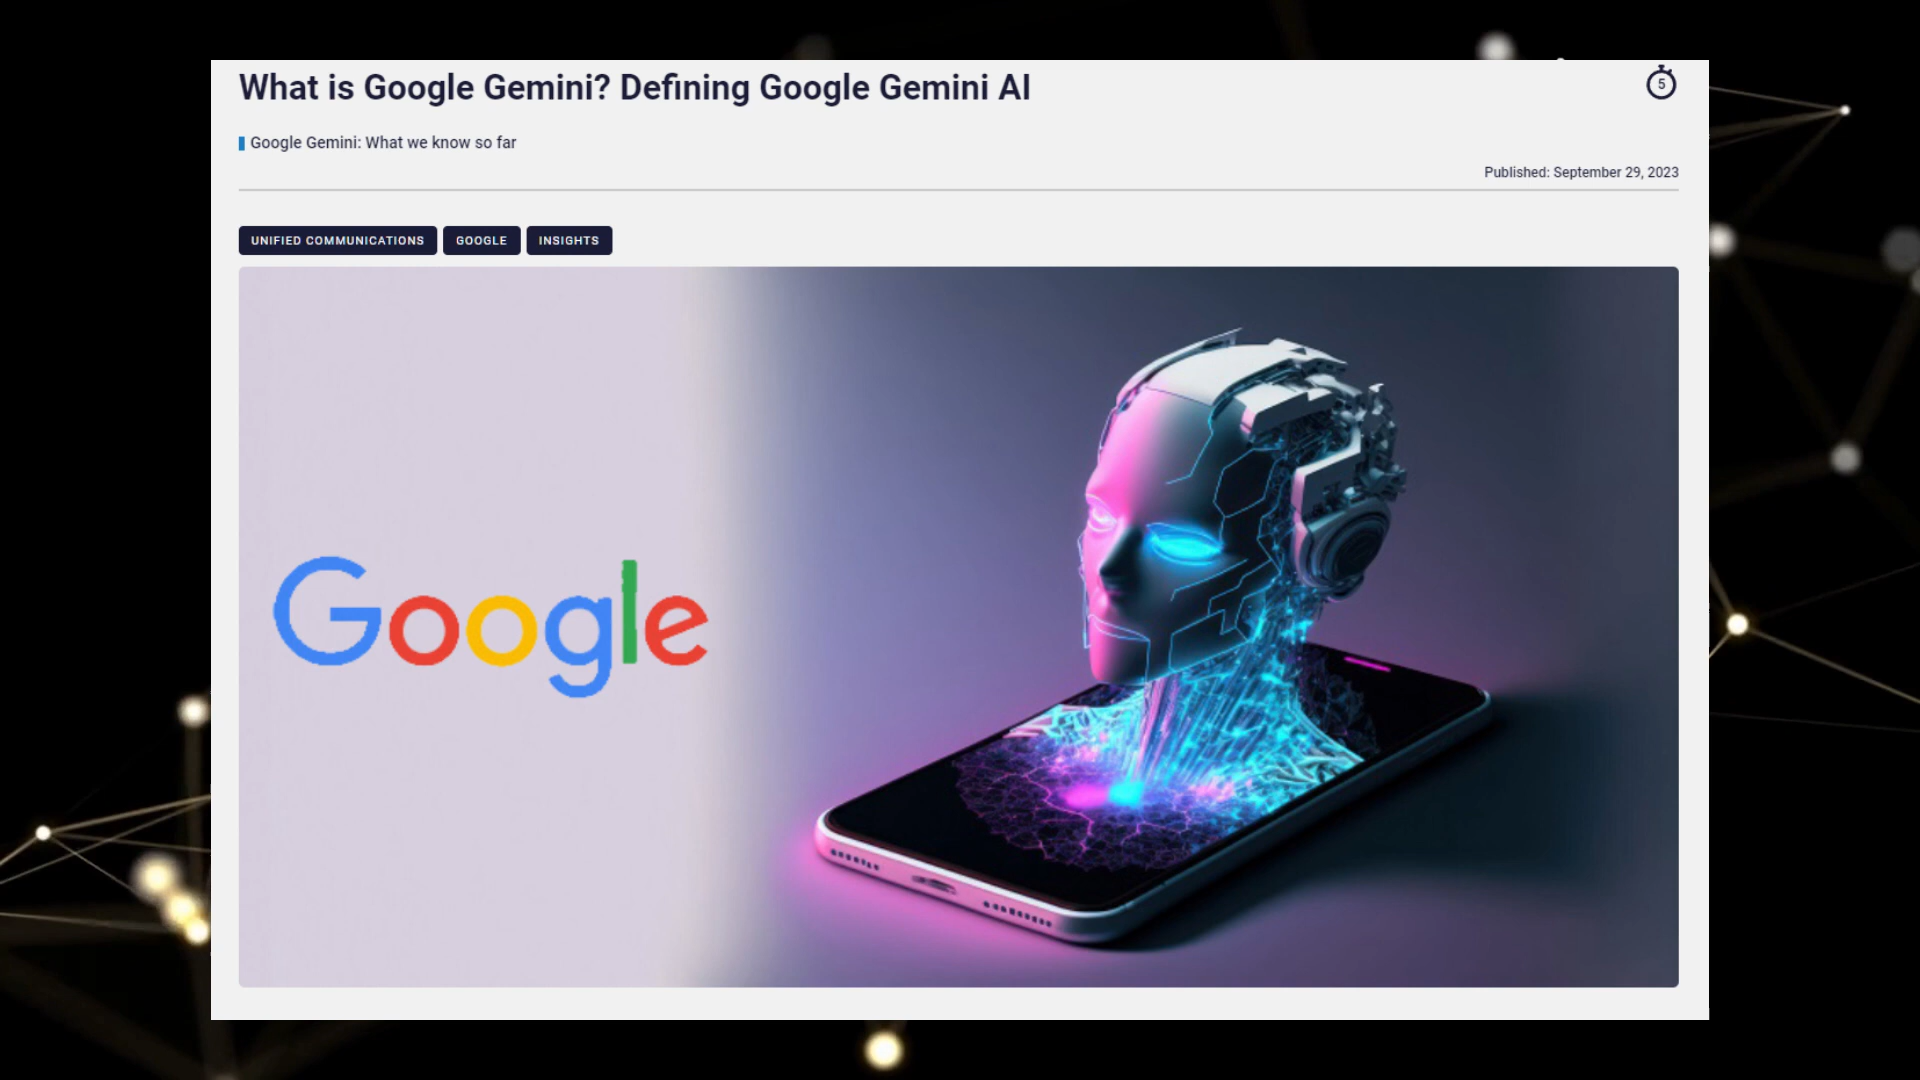 What is Google Gemini? Defining Google Gemini AI
5
Google Gemini: What we know so far
Published: September 29, 2023
UNIFIED COMMUNICATIONS
GOOGLE
INSIGHTS
Google